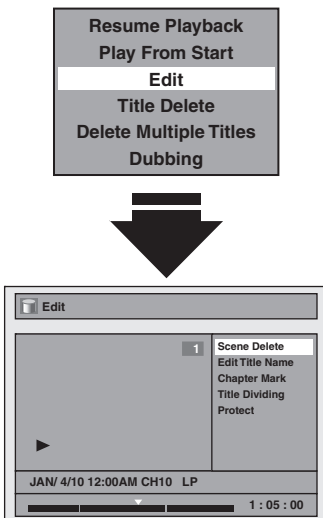 Resume Playback
Play From Start
Edit
Title Delete
Delete Multiple Titles
Dubbing
Edit
1
Scene Delete
Edit Title Name
Chapter Mark
Title Dividing
Protect
JAN/ 4/10 12:00AM CH10 LP
1 : 05 : 00